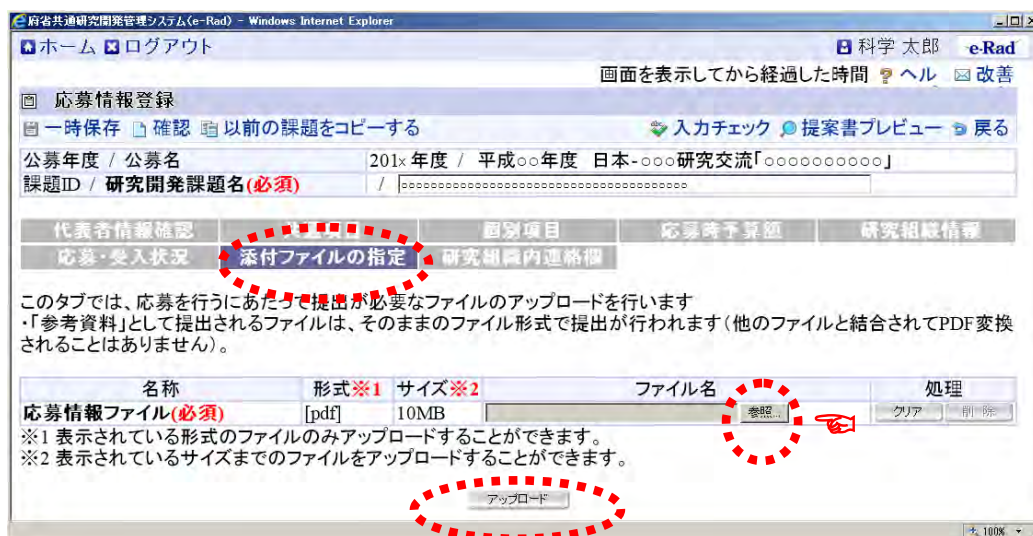 府省共通研究開発管理システム(e-Rad) - Windows Internet Explorer
ホーム ログアウト 科学 太郎 e-Rad
画面を表示してから経過した時間 ヘル 改善
応募情報登録
一時保存 確認 以前の課題をコピーする 入力チェック 提案書プレビュー 戻る
公募年度 / 公募名 201x 年度 / 平成○○年度 日本-○○○研究交流「○○○○○○○○○○」
課題ID / 研究開発課題名(必須) / ○○○○○○○○○○○○○○○○○○○○○○○○○○○○○○○○○○○○○○○
代表者情報確認 個別項目 応募時予算額 研究組織情報
応募・受入状況 添付ファイルの指定 研究組織内連絡欄
このタブでは、応募を行うにあたって提出が必要なファイルのアップロードを行います
・「参考資料」として提出されるファイルは、そのままのファイル形式で提出が行われます(他のファイルと結合されてPDF変換
されることはありません)。
名称 形式※1 サイズ※2 ファイル名 処理
応募情報ファイル(必須) [pdf] 10MB 参照... クリア 削除
※1 表示されている形式のファイルのみアップロードすることができます。
※2 表示されているサイズまでのファイルをアップロードすることができます。
アップロード
100%